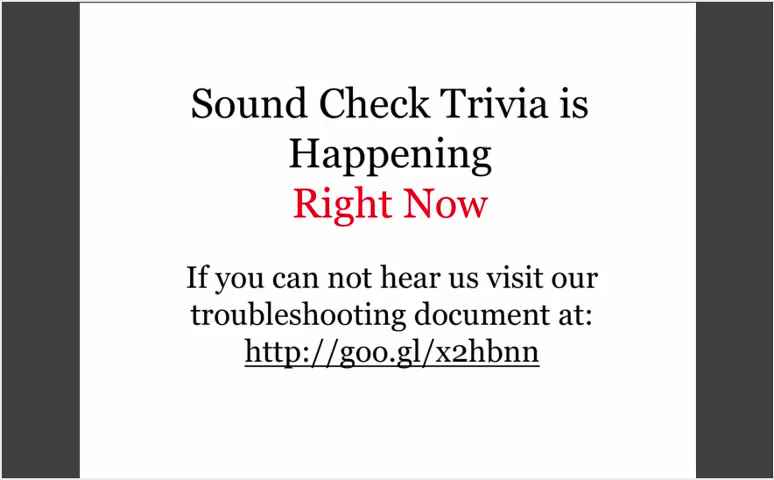 Sound Check Trivia is
Happening
Right Now
If you can not hear us visit our
troubleshooting document at:
http://goo.gl/x2hbnn